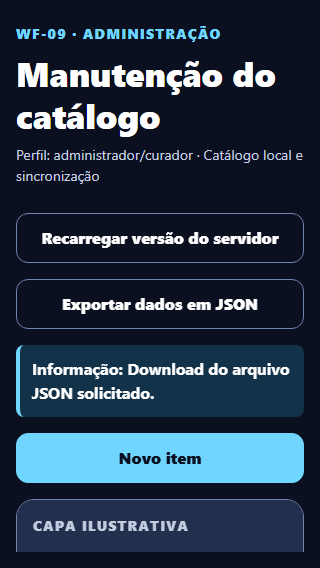 WF-09 · ADMINISTRAÇÃO
Manutenção do
catálogo
Perfil: administrador/curador · Catálogo local e
sincronização
Recarregar versão do servidor
Exportar dados em JSON
Informação: Download do arquivo
JSON solicitado.
Novo item
CAPA ILUSTRATIVA